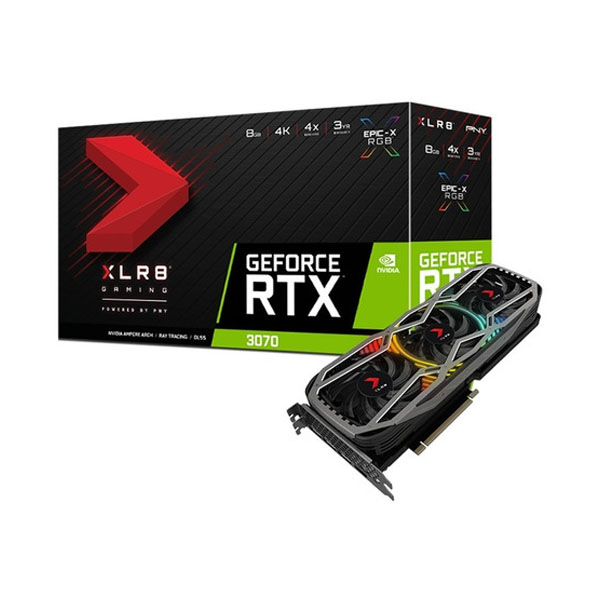 8GB 4K 4X 3YR
EPIC-X
RGB
XLR8
GAMING
POWERED BY PNY
NVIDIA AMPERE ARCH / RAY TRACING / DLSS
GEFORCE
RTX
3070
NVIDIA
XLR8 PNY
8GB 4X 3YR
EPIC-X
RGB
GEFORCE
RTX
XLR8
XLR8